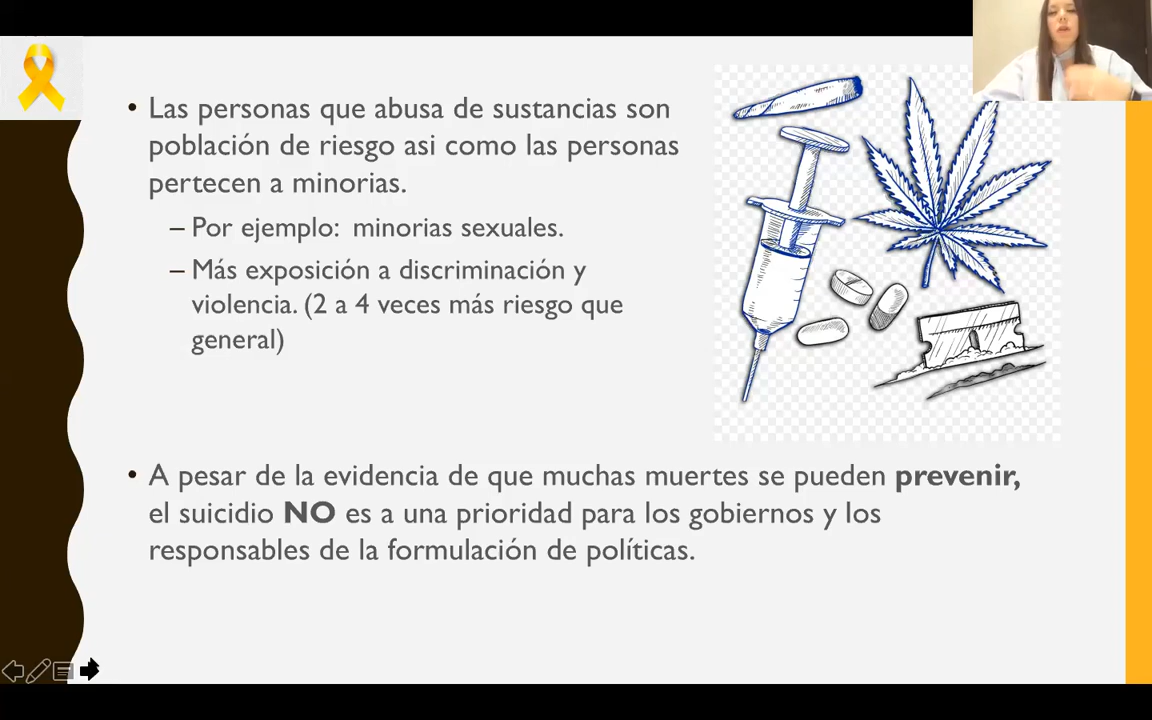 • Las personas que abusa de sustancias son
población de riesgo asi como las personas
pertecen a minorias.
– Por ejemplo:  minorias sexuales.
– Más exposición a discriminación y
violencia. (2 a 4 veces más riesgo que
general)
• A pesar de la evidencia de que muchas muertes se pueden prevenir,
el suicidio NO es a una prioridad para los gobiernos y los
responsables de la formulación de políticas.